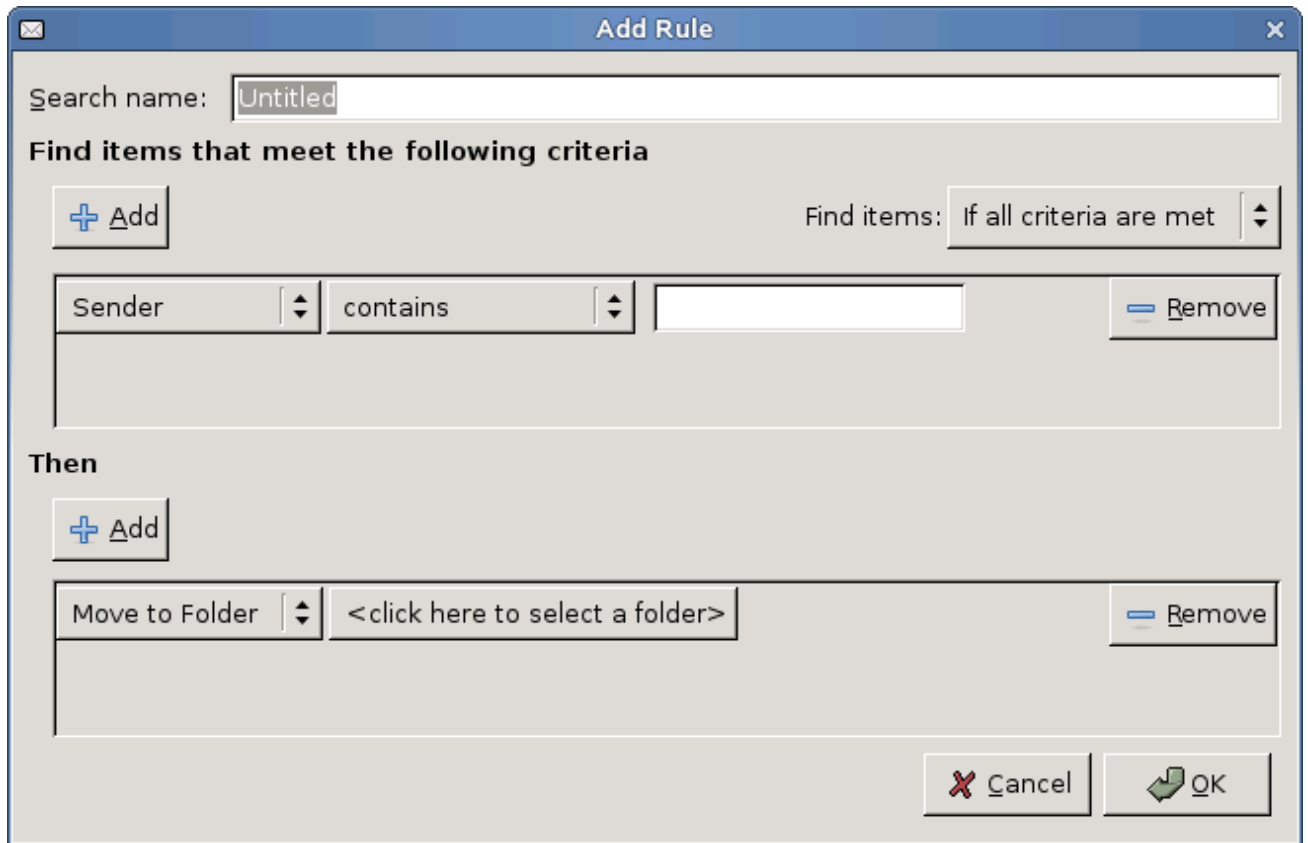 Add Rule
Search name: Untitled
Find items that meet the following criteria
Add Find items: If all criteria are met
Sender contains Remove
Then
Add
Move to Folder <click here to select a folder> Remove
Cancel OK